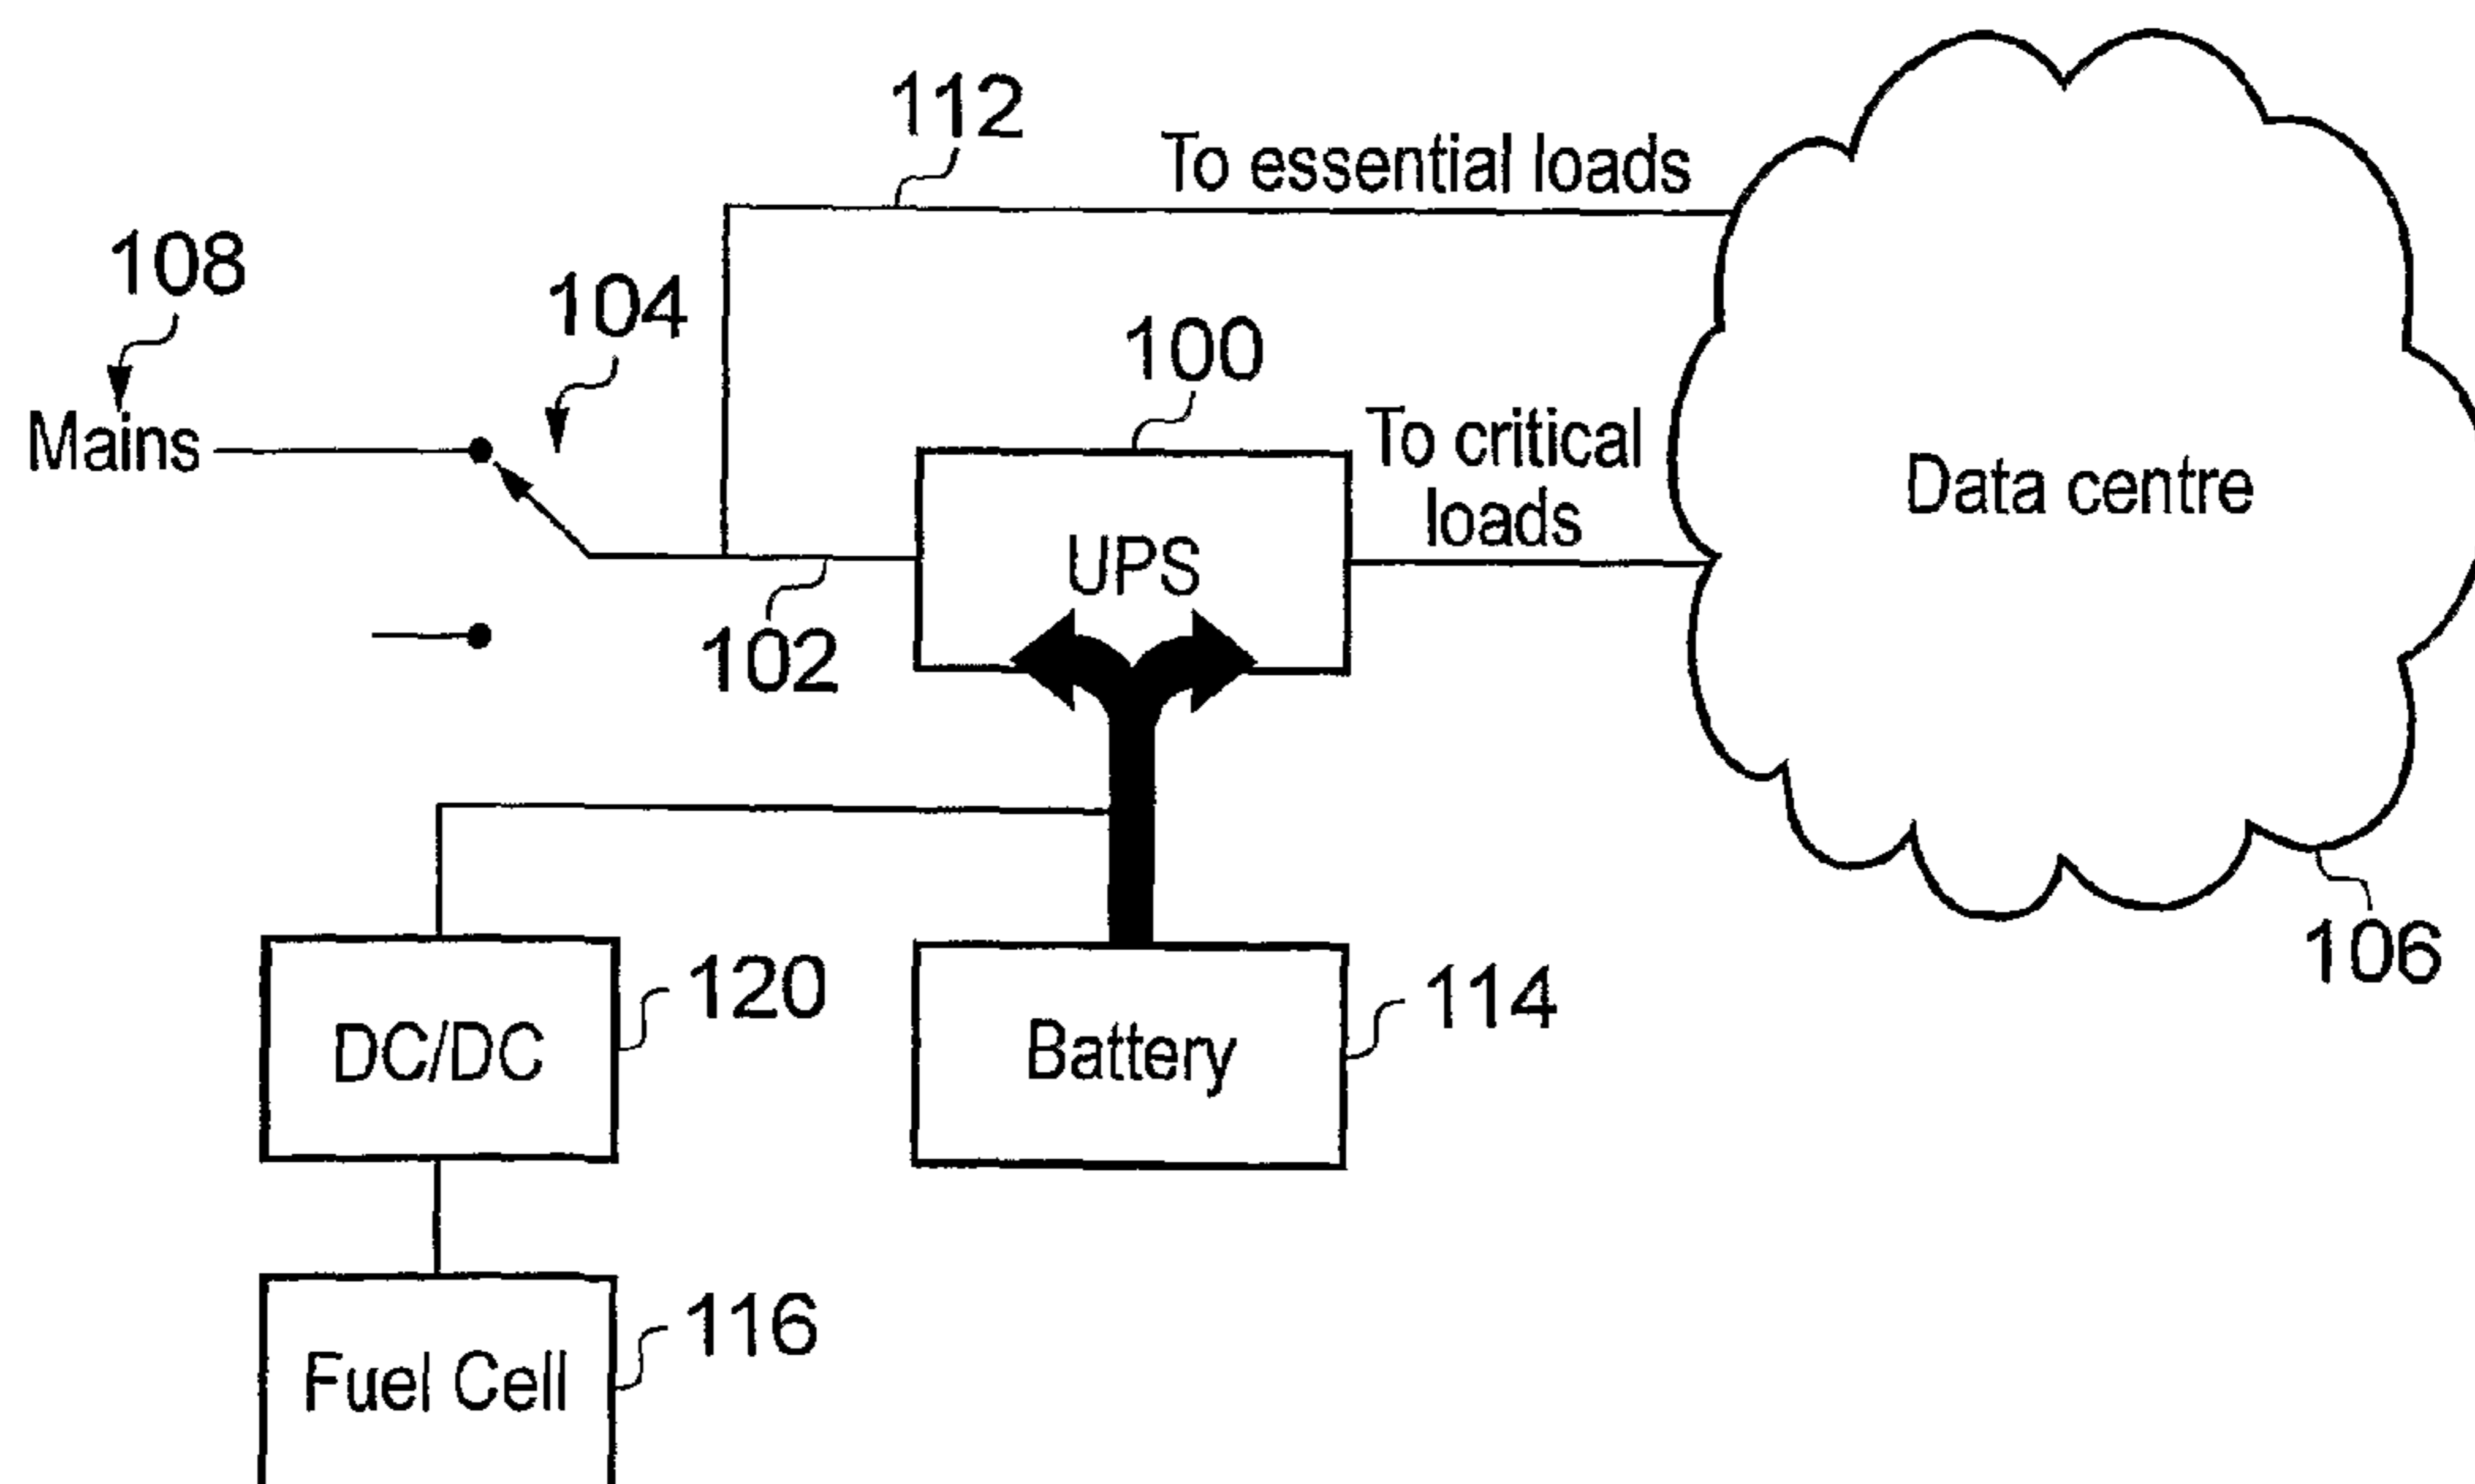 112
To essential loads
108
104
100
Mains
To critical
loads
Data centre
UPS
102
106
120
114
DC/DC
Battery
116
Fuel Cell